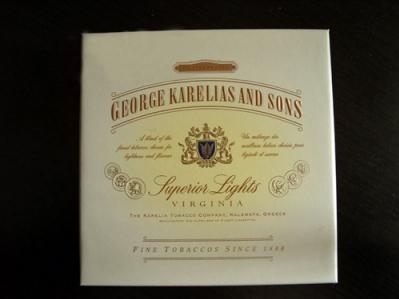 GEORGE KARELIAS AND SONS
A blend of the
finest tobaccos, chosen for
lightness and flavour
Un mélange des
meilleurs tabacs choisis pour
légèreté et arome
Superior Lights
VIRGINIA
THE KARELIA TOBACCO COMPANY, KALAMATA, GREECE
FINE TOBACCOS SINCE 1888